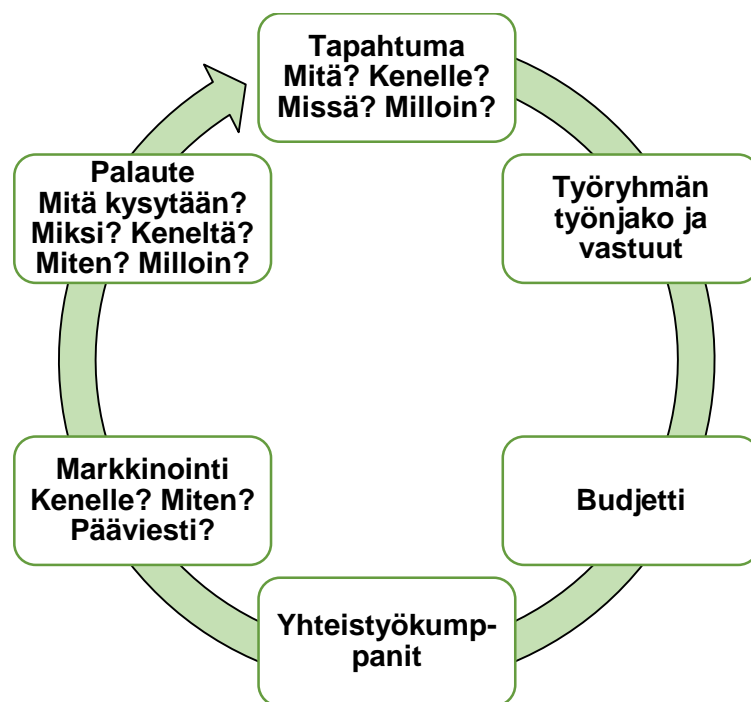 Tapahtuma
Mitä? Kenelle?
Missä? Milloin?
Työryhmän
työnjako ja
vastuut
Budjetti
Yhteistyökump-
panit
Markkinointi
Kenelle? Miten?
Pääviesti?
Palaute
Mitä kysytään?
Miksi? Keneltä?
Miten? Milloin?